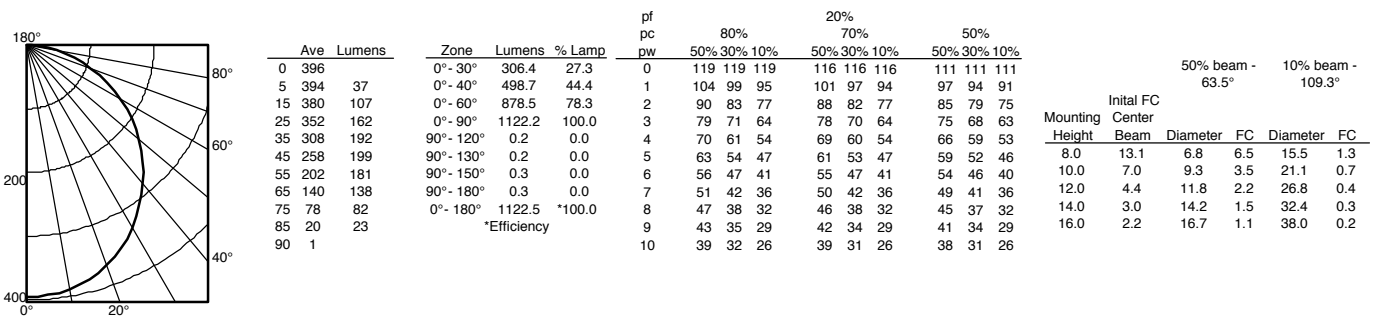 180°
80°
60°
200
40°
400
0° 20°
Ave Lumens
0 396
5 394 37
15 380 107
25 352 162
35 308 192
45 258 199
55 202 181
65 140 138
75 78 82
85 20 23
90 1
Zone Lumens % Lamp
0°- 30° 306.4 27.3
0°- 40° 498.7 44.4
0°- 60° 878.5 78.3
0°- 90° 1122.2 100.0
90°- 120° 0.2 0.0
90°- 130° 0.2 0.0
90°- 150° 0.3 0.0
90°- 180° 0.3 0.0
0°- 180° 1122.5 *100.0
*Efficiency
pf 20%
pc 80% 70% 50%
pw 50% 30% 10% 50% 30% 10% 50% 30% 10%
0 119 119 119 116 116 116 111 111 111
1 104 99 95 101 97 94 97 94 91
2 90 83 77 88 82 77 85 79 75
3 79 71 64 78 70 64 75 68 63
4 70 61 54 69 60 54 66 59 53
5 63 54 47 61 53 47 59 52 46
6 56 47 41 55 47 41 54 46 40
7 51 42 36 50 42 36 49 41 36
8 47 38 32 46 38 32 45 37 32
9 43 35 29 42 34 29 41 34 29
10 39 32 26 39 31 26 38 31 26
50% beam - 10% beam -
63.5° 109.3°
Inital FC
Mounting Center
Height Beam Diameter FC Diameter FC
8.0 13.1 6.8 6.5 15.5 1.3
10.0 7.0 9.3 3.5 21.1 0.7
12.0 4.4 11.8 2.2 26.8 0.4
14.0 3.0 14.2 1.5 32.4 0.3
16.0 2.2 16.7 1.1 38.0 0.2